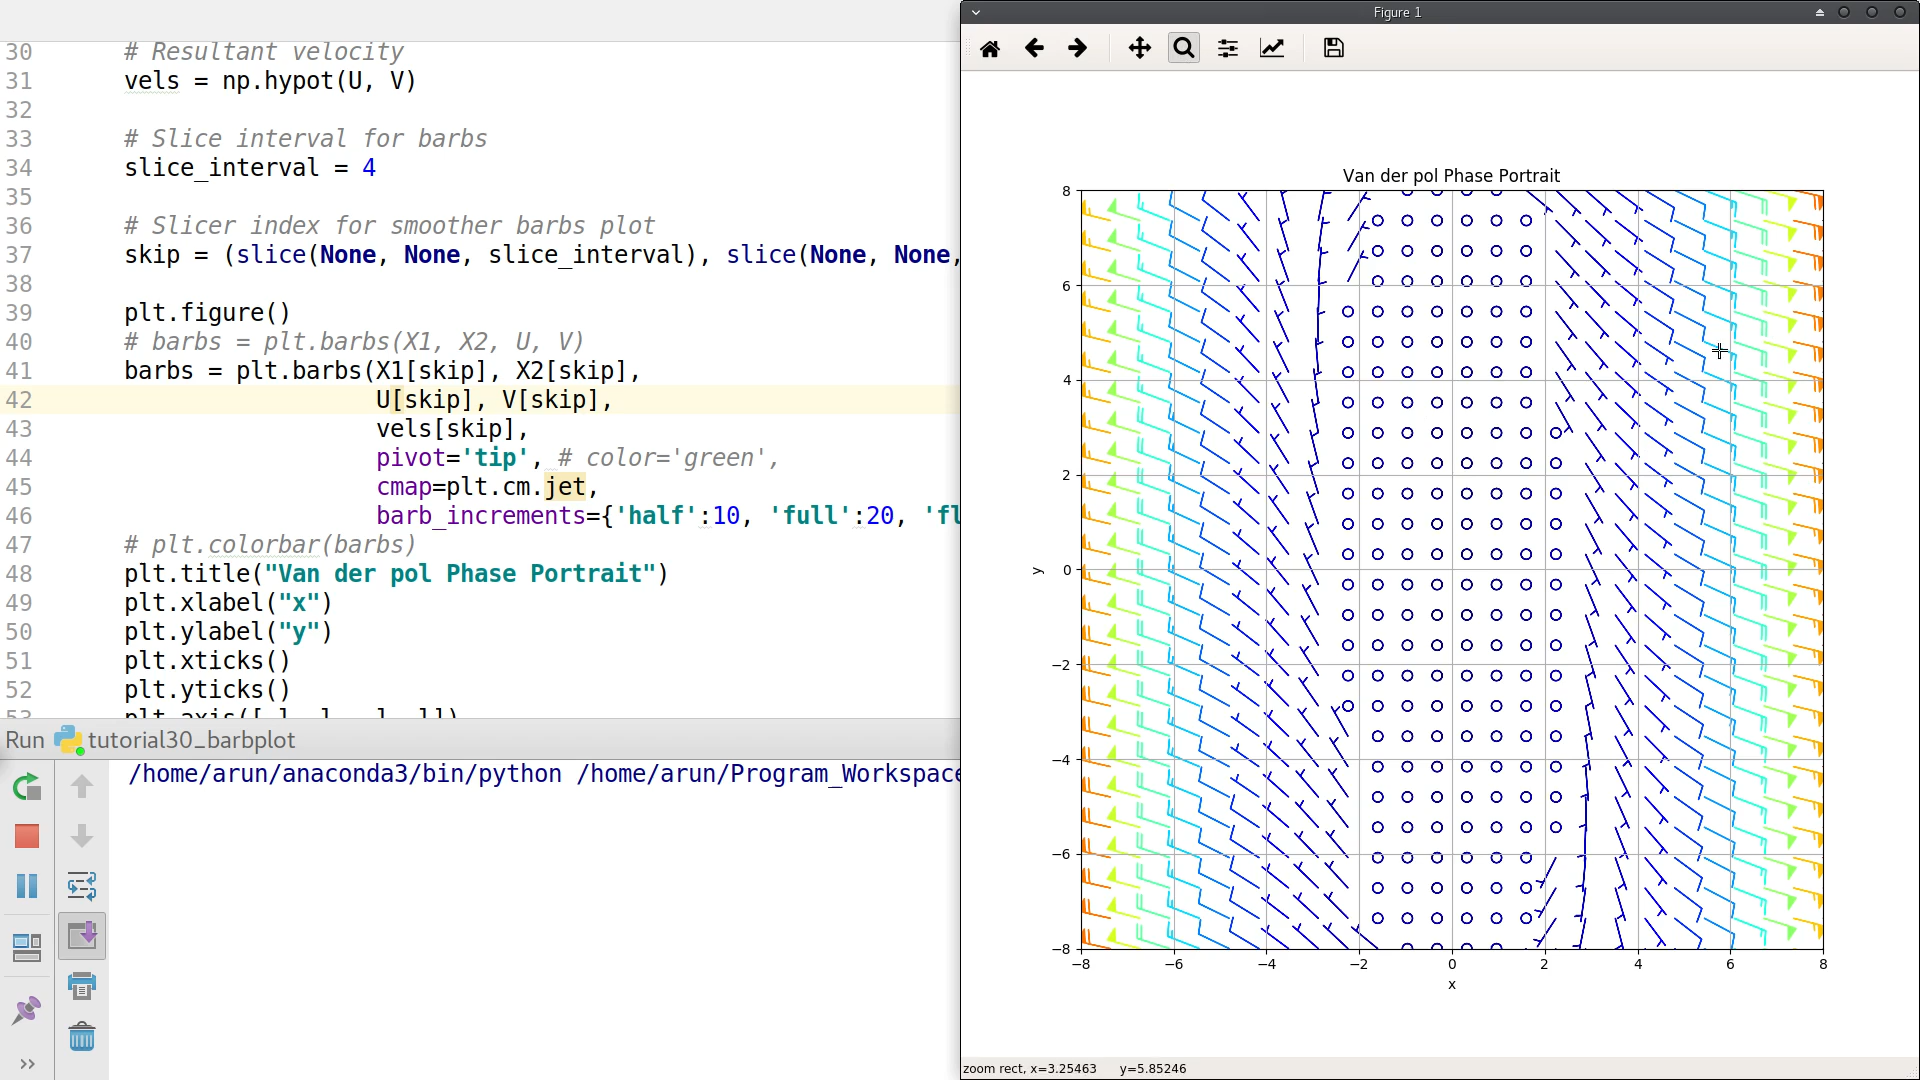 30 # Resultant velocity
31 vels = np.hypot(U, V)
32
33 # Slice interval for barbs
34 slice_interval = 4
35
36 # Slicer index for smoother barbs plot
37 skip = (slice(None, None, slice_interval), slice(None, None,
38
39 plt.figure()
40 # barbs = plt.barbs(X1, X2, U, V)
41 barbs = plt.barbs(X1[skip], X2[skip],
42 U[skip], V[skip],
43 vels[skip],
44 pivot='tip', # color='green',
45 cmap=plt.cm.jet,
46 barb_increments={'half':10, 'full':20, 'fl
47 # plt.colorbar(barbs)
48 plt.title("Van der pol Phase Portrait")
49 plt.xlabel("x")
50 plt.ylabel("y")
51 plt.xticks()
52 plt.yticks()
Run tutorial30_barbplot
/home/arun/anaconda3/bin/python /home/arun/Program_Workspace
Figure 1
Van der pol Phase Portrait
8
6
4
2
0
−2
−4
−6
−8
y
−8 −6 −4 −2 0 2 4 6 8
x
zoom rect, x=3.25463 y=5.85246